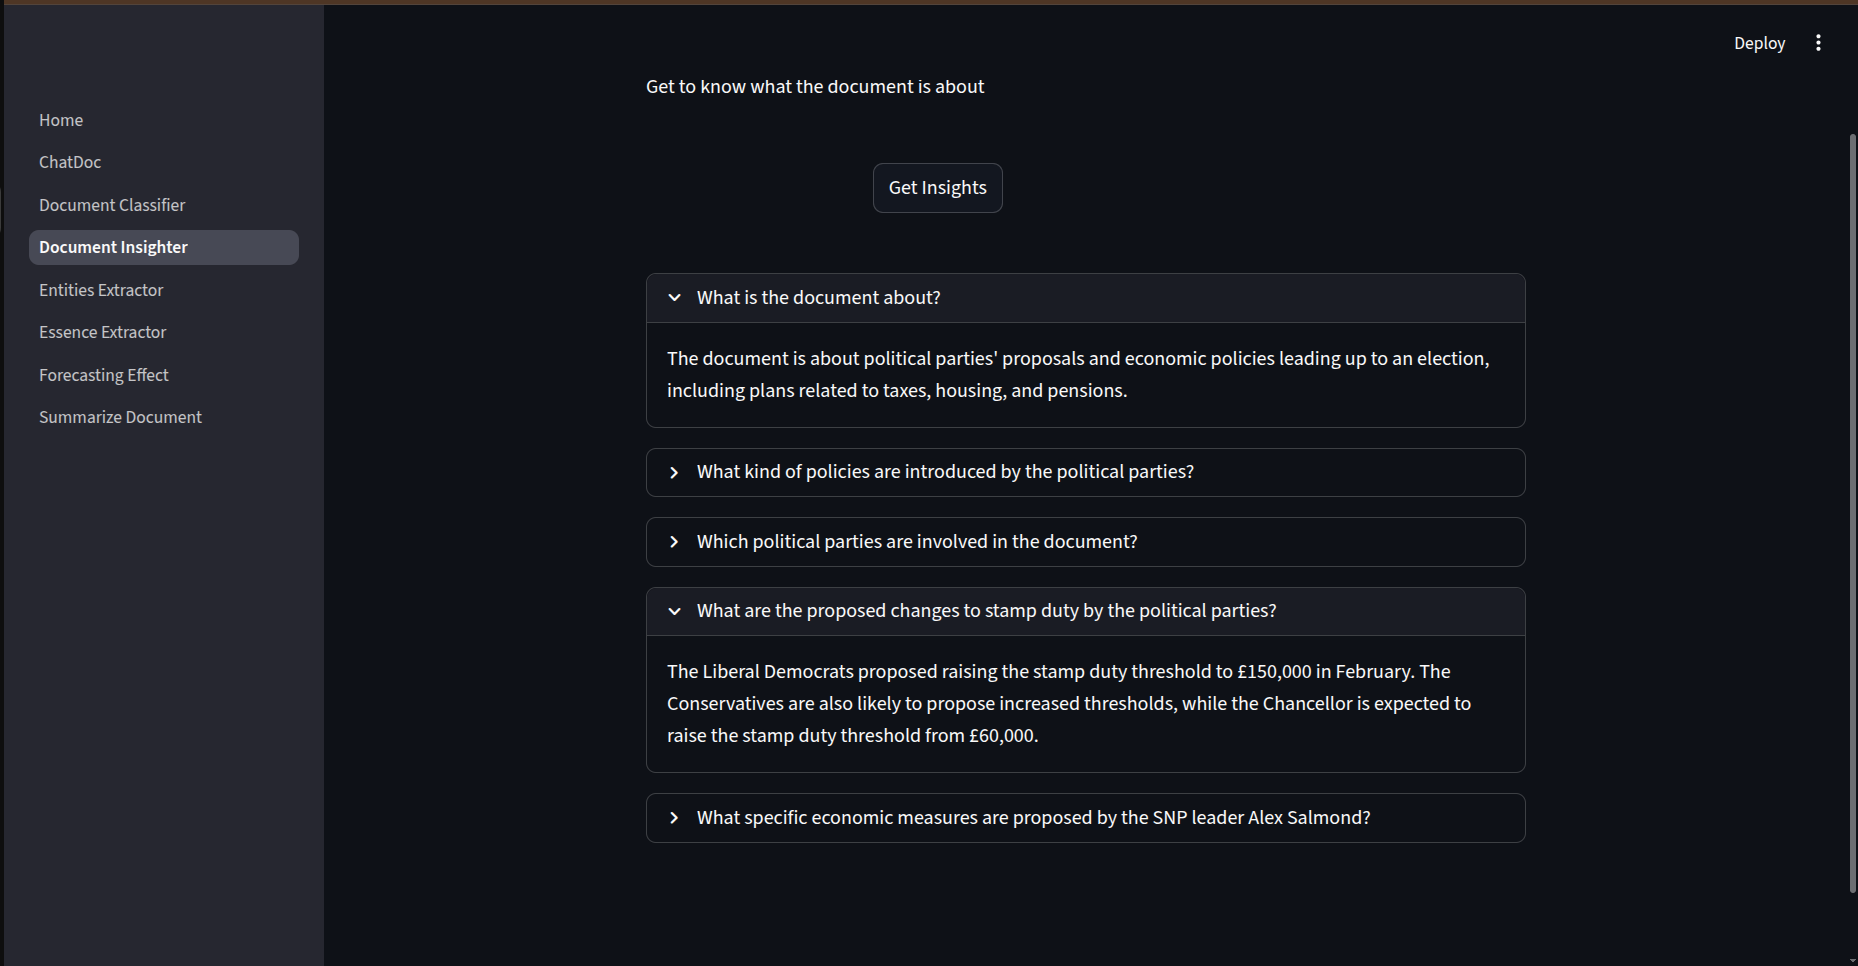 Deploy
Home
ChatDoc
Document Classifier
Document Insighter
Entities Extractor
Essence Extractor
Forecasting Effect
Summarize Document
Get to know what the document is about
Get Insights
What is the document about?
The document is about political parties' proposals and economic policies leading up to an election,
including plans related to taxes, housing, and pensions.
What kind of policies are introduced by the political parties?
Which political parties are involved in the document?
What are the proposed changes to stamp duty by the political parties?
The Liberal Democrats proposed raising the stamp duty threshold to £150,000 in February. The
Conservatives are also likely to propose increased thresholds, while the Chancellor is expected to
raise the stamp duty threshold from £60,000.
What specific economic measures are proposed by the SNP leader Alex Salmond?